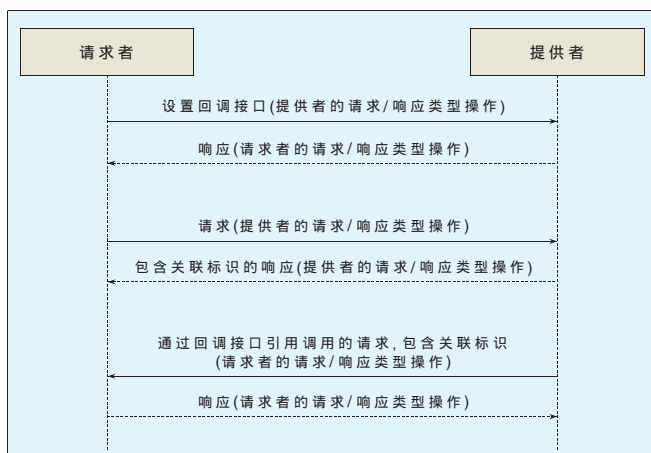 请求者
提供者
设置回调接口(提供者的请求/响应类型操作)
响应(请求者的请求/响应类型操作)
请求(提供者的请求/响应类型操作)
包含关联标识的响应(提供者的请求/响应类型操作)
通过回调接口引用调用的请求,包含关联标识
(请求者的请求/响应类型操作)
响应(请求者的请求/响应类型操作)